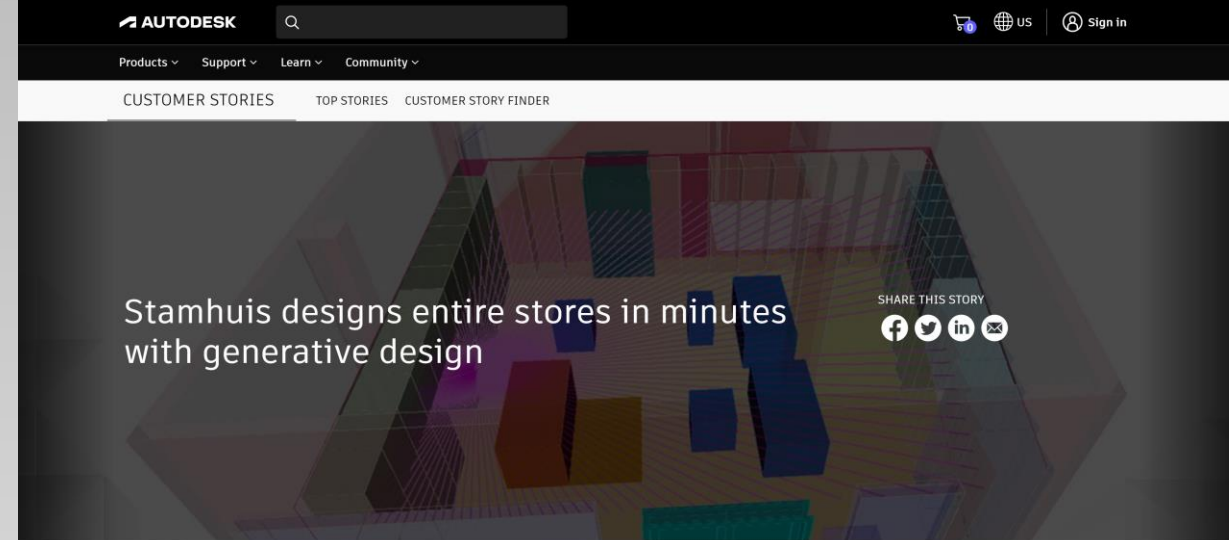 AUTODESK
0
US
Sign in
Products
Support
Learn
Community
CUSTOMER STORIES
TOP STORIES
CUSTOMER STORY FINDER
Stamhuis designs entire stores in minutes
with generative design
SHARE THIS STORY